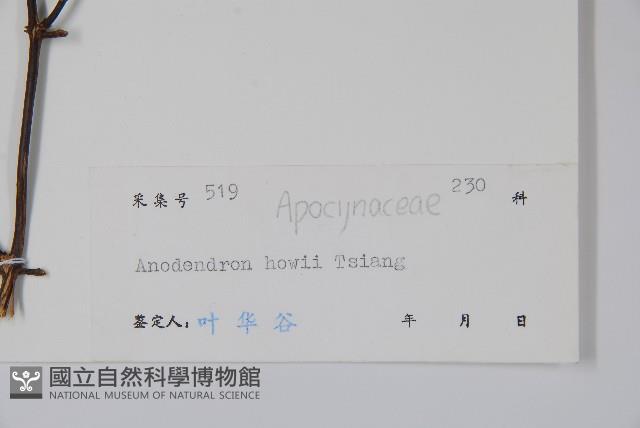 采集号 519 Apocynaceae 230 科
Anodendron howii Tsiang
鉴定人: 叶华谷 年 月 日
國立自然科學博物館
NATIONAL MUSEUM OF NATURAL SCIENCE